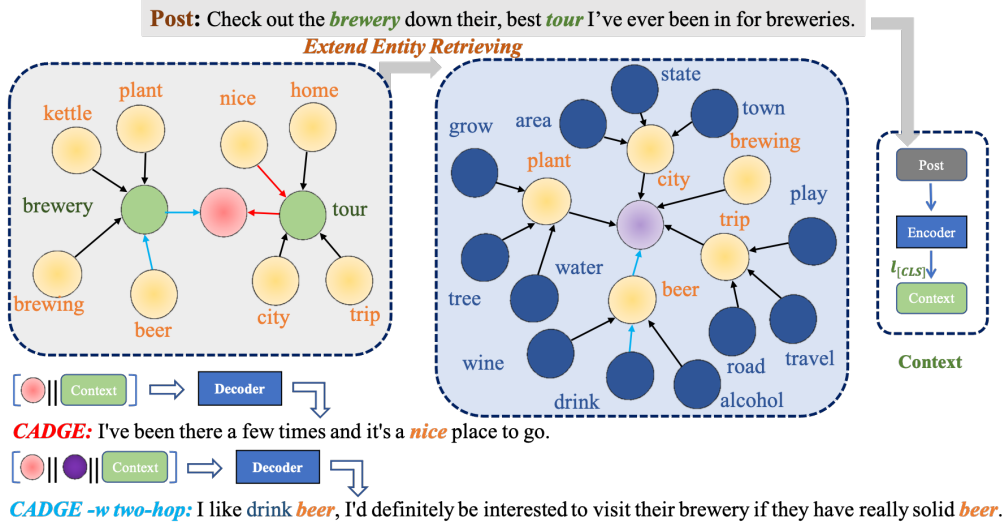 Post: Check out the brewery down their, best tour I've ever been in for breweries.
Extend Entity Retrieving
kettle
plant
nice
home
brewery
tour
brewing
beer
city
trip
state
area
town
grow
plant
brewing
city
play
trip
water
tree
beer
wine
road
travel
drink
alcohol
Post
Encoder
l[CLS]
Context
Context
[ || Context ]
Decoder
CADGE: I've been there a few times and it's a nice place to go.
[ || || Context ]
Decoder
CADGE -w two-hop: I like drink beer, I'd definitely be interested to visit their brewery if they have really solid beer.